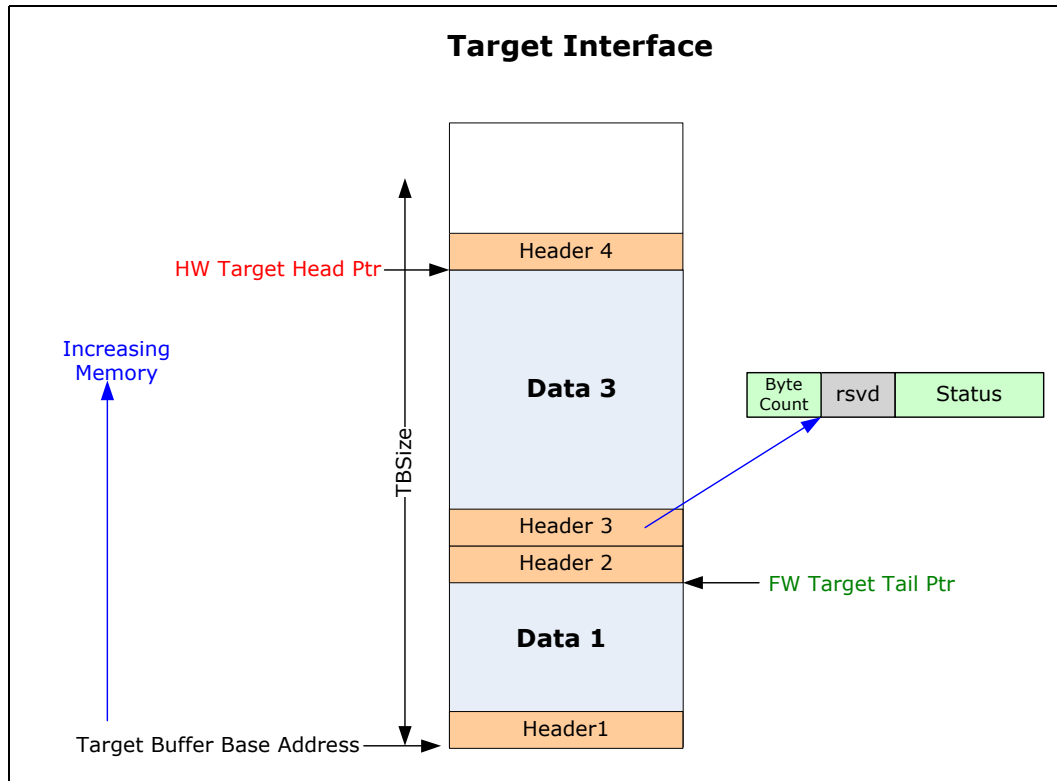 Target Interface
Header 4
HW Target Head Ptr
Increasing
Memory
Data 3
Byte
Count
rsvd
Status
TBSize
Header 3
Header 2
FW Target Tail Ptr
Data 1
Header1
Target Buffer Base Address